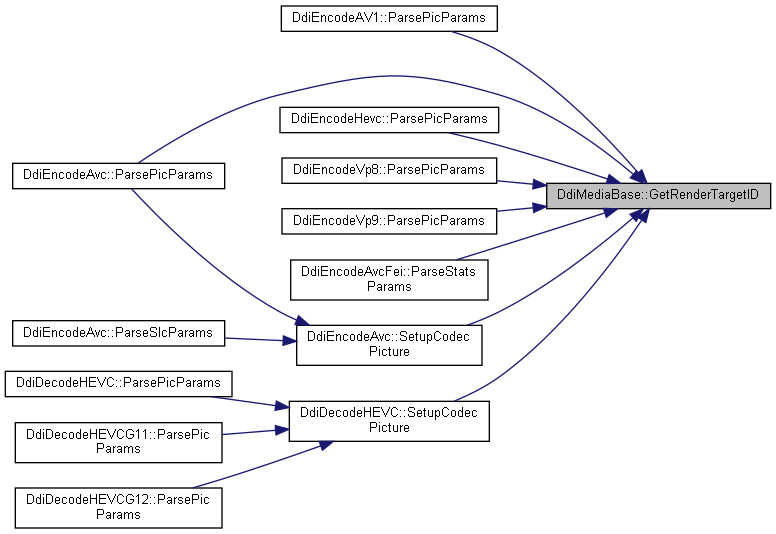 DdiEncodeAV1::ParsePicParams
DdiEncodeHevc::ParsePicParams
DdiEncodeAvc::ParsePicParams
DdiEncodeVp8::ParsePicParams
DdiMediaBase::GetRenderTargetID
DdiEncodeVp9::ParsePicParams
DdiEncodeAvcFei::ParseStats
Params
DdiEncodeAvc::ParseSlcParams
DdiEncodeAvc::SetupCodec
Picture
DdiDecodeHEVC::ParsePicParams
DdiDecodeHEVC::SetupCodec
Picture
DdiDecodeHEVCG11::ParsePic
Params
DdiDecodeHEVCG12::ParsePic
Params